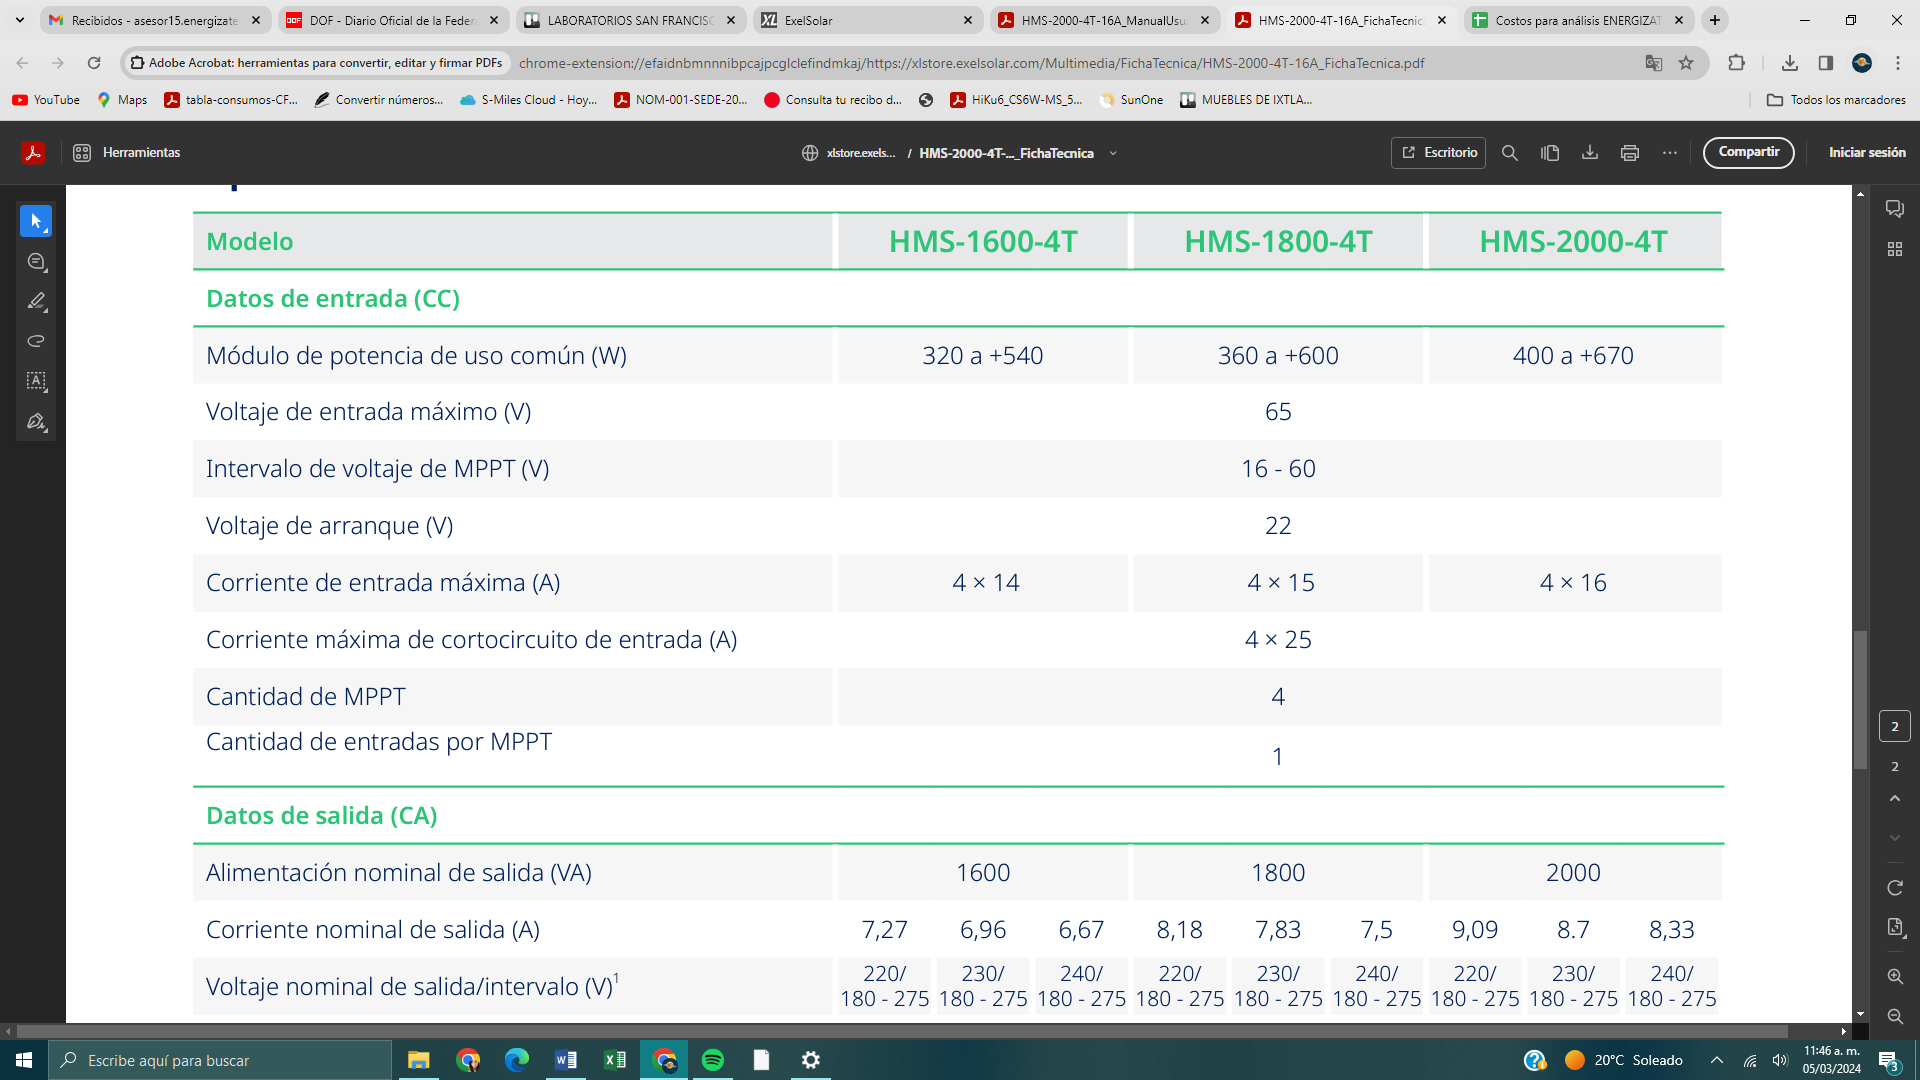 Recibidos - asesor15.energizate
DOF - Diario Oficial de la Feder
LABORATORIOS SAN FRANCISC
ExelSolar
HMS-2000-4T-16A_ManualUsu
HMS-2000-4T-16A_FichaTecnica
Costos para análisis ENERGIZAT
Adobe Acrobat: herramientas para convertir, editar y firmar PDFs
chrome-extension://efaidnbmnnnibpcajpcglclefindmkaj/https://xlstore.exelsolar.com/Multimedia/FichaTecnica/HMS-2000-4T-16A_FichaTecnica.pdf
YouTube
Maps
tabla-consumos-CF...
Convertir números...
S-Miles Cloud - Hoy...
NOM-001-SEDE-20...
Consulta tu recibo d...
HiKu6_CS6W-MS_5...
SunOne
MUEBLES DE IXTLA...
Todos los marcadores
Herramientas
xlstore.exels... / HMS-2000-4T-..._FichaTecnica
Escritorio
Compartir
Iniciar sesión
Modelo HMS-1600-4T HMS-1800-4T HMS-2000-4T
Datos de entrada (CC)
Módulo de potencia de uso común (W) 320 a +540 360 a +600 400 a +670
Voltaje de entrada máximo (V) 65
Intervalo de voltaje de MPPT (V) 16 - 60
Voltaje de arranque (V) 22
Corriente de entrada máxima (A) 4 × 14 4 × 15 4 × 16
Corriente máxima de cortocircuito de entrada (A) 4 × 25
Cantidad de MPPT 4
Cantidad de entradas por MPPT 1
Datos de salida (CA)
Alimentación nominal de salida (VA) 1600 1800 2000
Corriente nominal de salida (A) 7,27 6,96 6,67 8,18 7,83 7,5 9,09 8.7 8,33
Voltaje nominal de salida/intervalo (V)1 220/ 230/ 240/ 220/ 230/ 240/ 220/ 230/ 240/
180 - 275 180 - 275 180 - 275 180 - 275 180 - 275 180 - 275 180 - 275 180 - 275 180 - 275
2
2
Escribe aquí para buscar
20°C Soleado
11:46 a. m.
05/03/2024
3